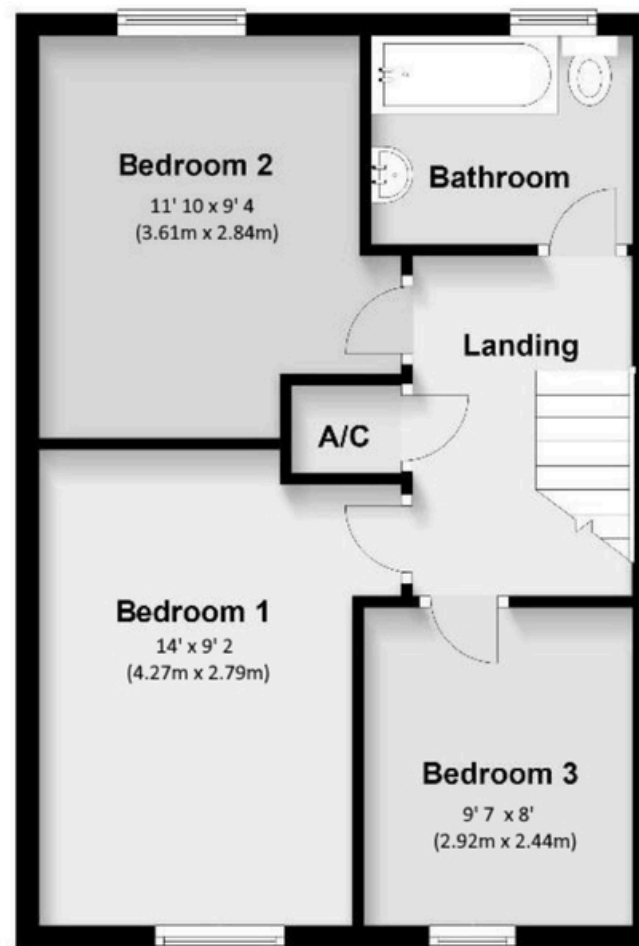 Bedroom 2
11' 10 x 9' 4
(3.61m x 2.84m)
Bathroom
Landing
A/C
Bedroom 1
14' x 9' 2
(4.27m x 2.79m)
Bedroom 3
9' 7 x 8'
(2.92m x 2.44m)